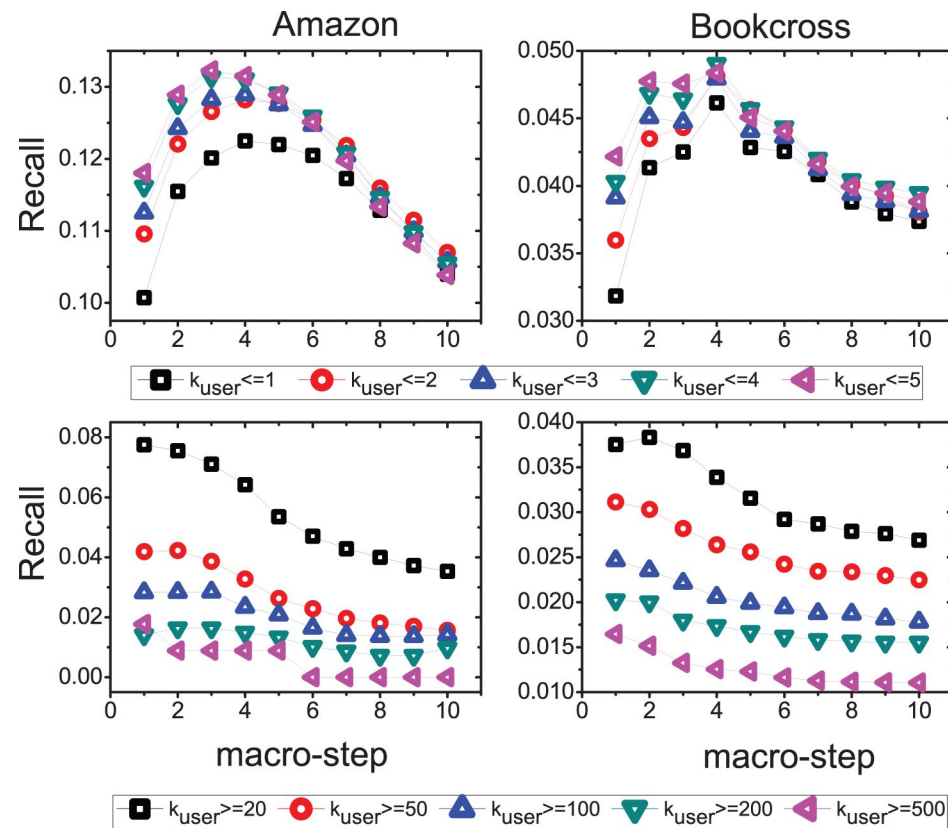 Amazon
Bookcross
Recall
0.13
0.12
0.11
0.10
0 2 4 6 8 10
0.050
0.045
0.040
0.035
0.030
0 2 4 6 8 10
k_user<=1 k_user<=2 k_user<=3 k_user<=4 k_user<=5
Recall
0.08
0.06
0.04
0.02
0.00
0 2 4 6 8 10
macro-step
0.040
0.035
0.030
0.025
0.020
0.015
0.010
0 2 4 6 8 10
macro-step
k_user>=20 k_user>=50 k_user>=100 k_user>=200 k_user>=500